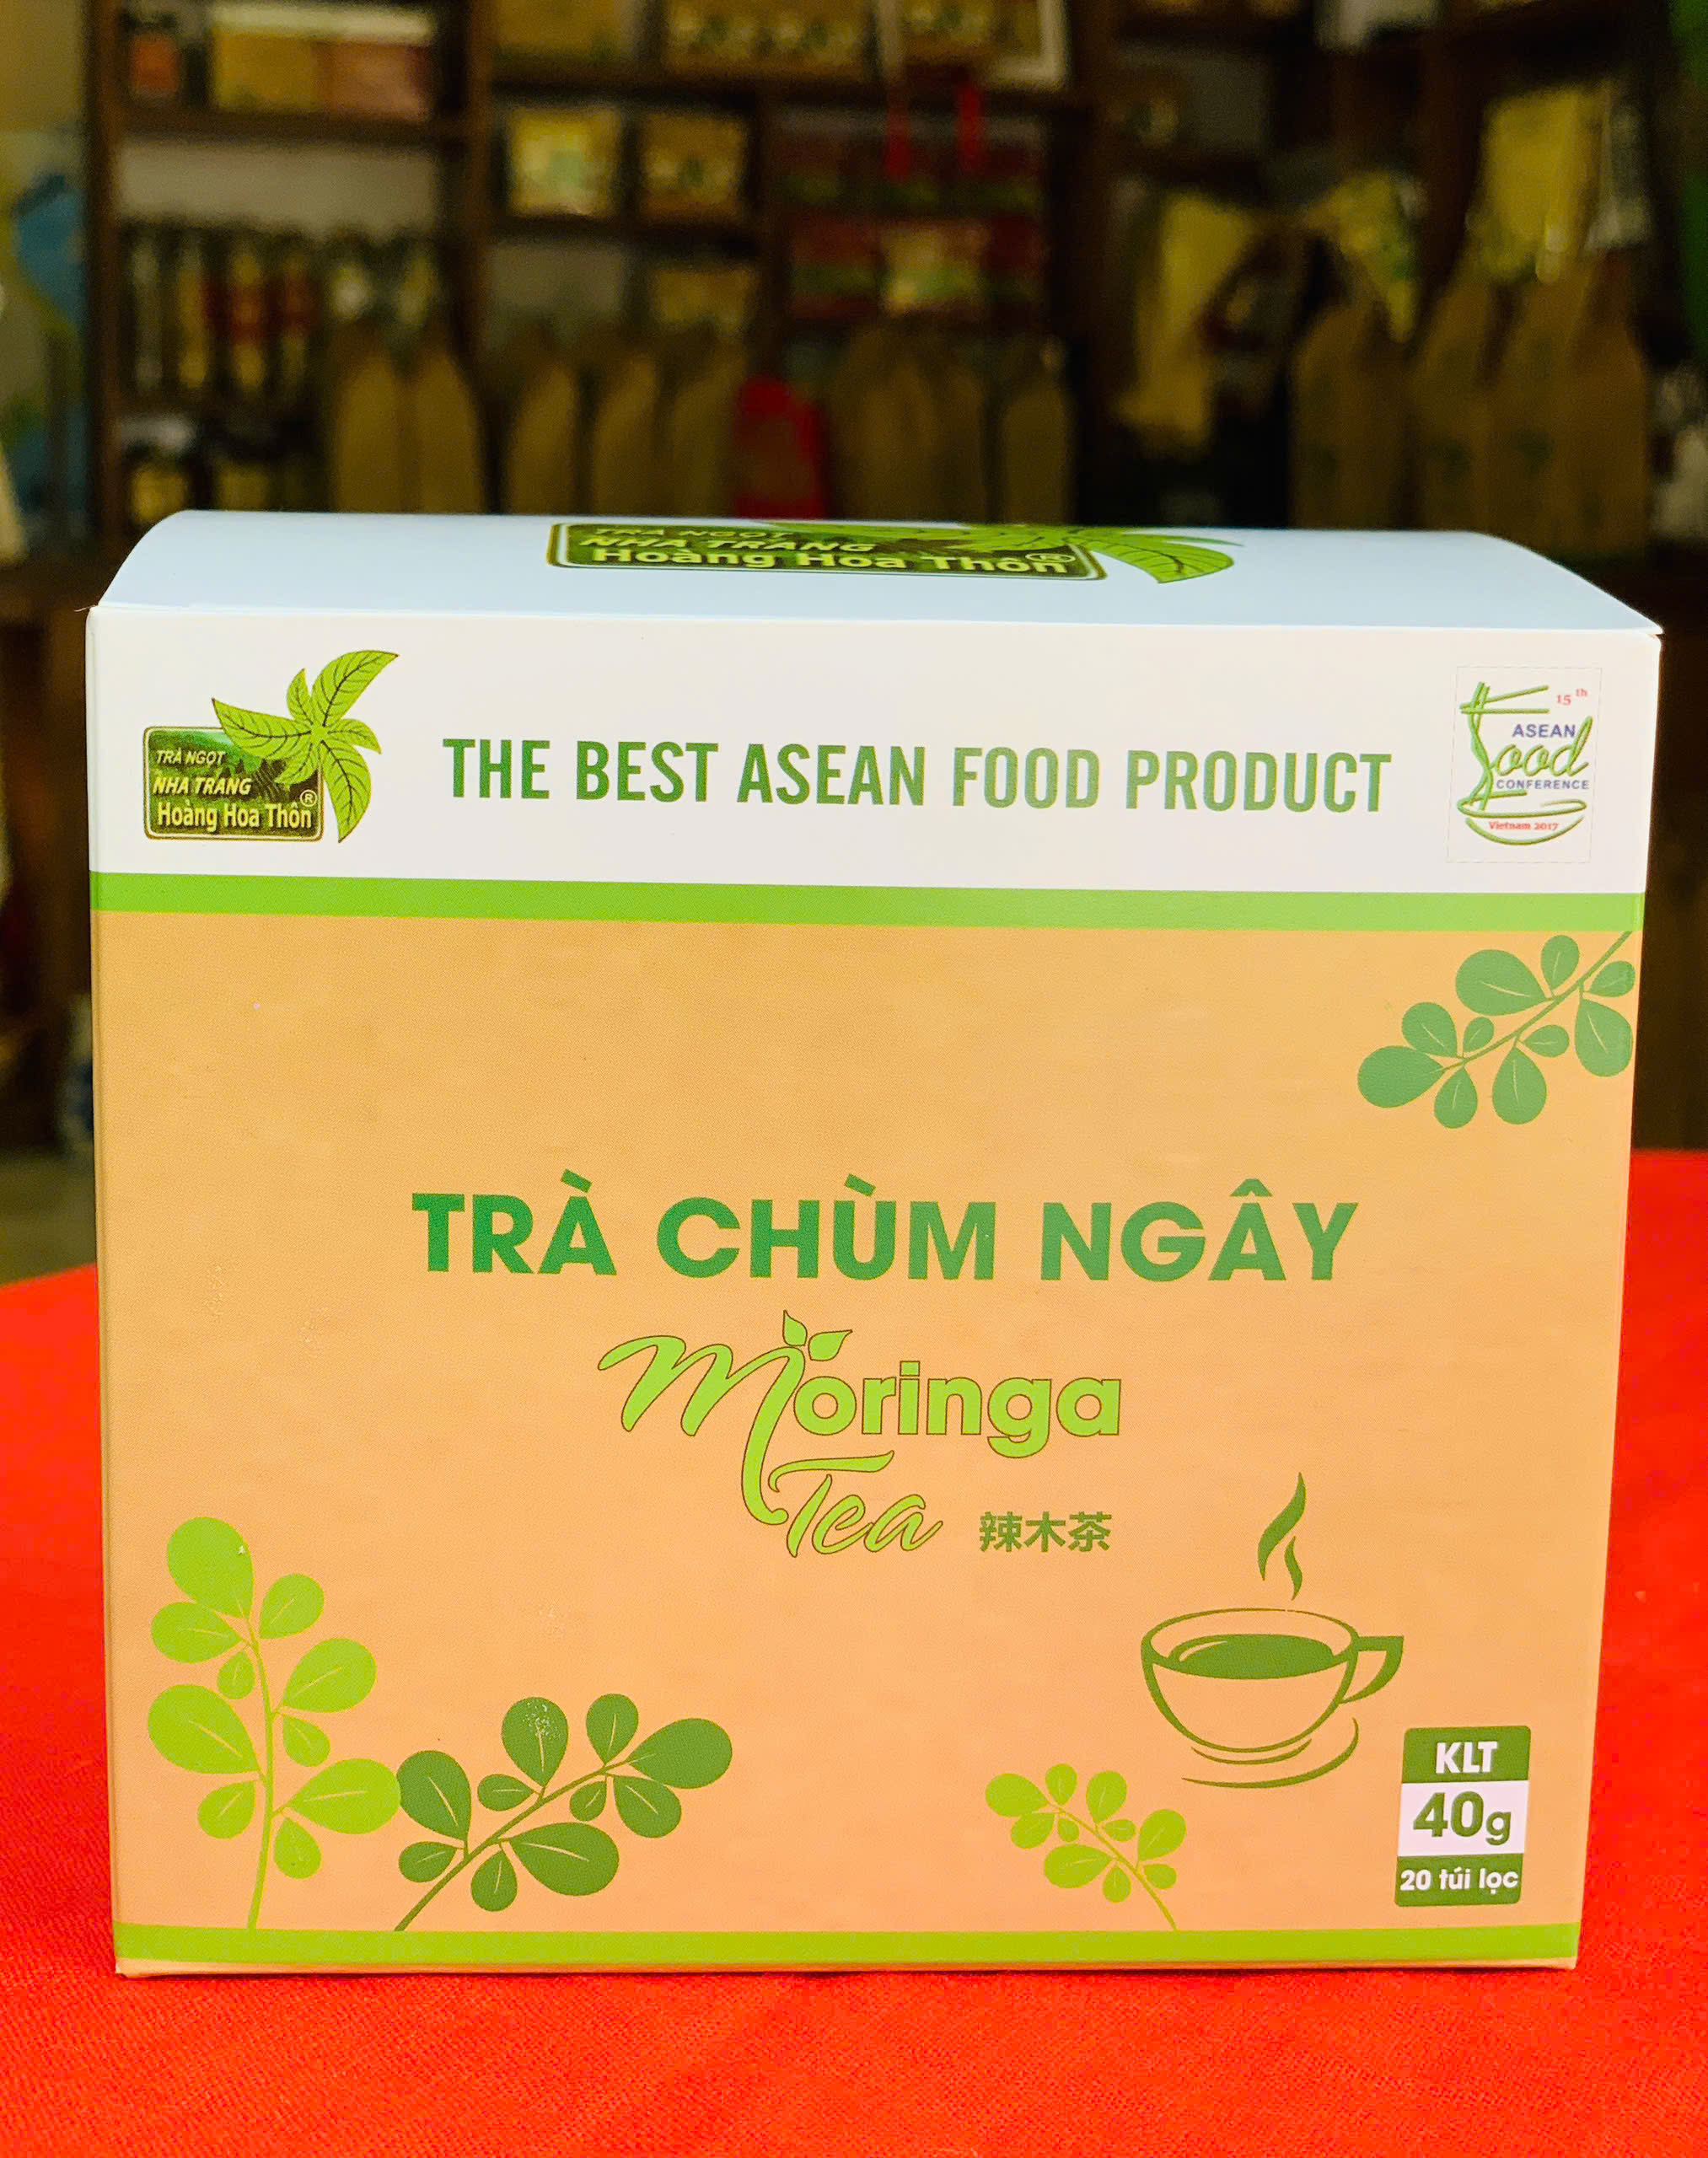 TRÀ NGỌT
NHA TRANG
Hoàng Hoa Thôn®
TRÀ NGỌT
NHA TRANG
Hoàng Hoa Thôn®
THE BEST ASEAN FOOD PRODUCT
15th
ASEAN
Food
CONFERENCE
Vietnam 2017
TRÀ CHÙM NGÂY
Moringa
Tea 辣木茶
KLT
40g
20 túi lọc